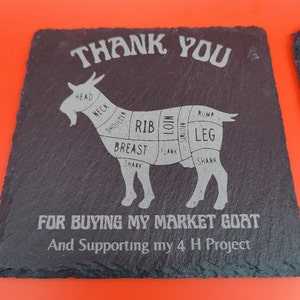 THANK YOU
HEAD
NECK
SHOULDER
RIB
LOIN
RUMP
LEG
BREAST
FLANK
SHANK
SHANK
FOR BUYING MY MARKET GOAT
And Supporting my 4 H Project